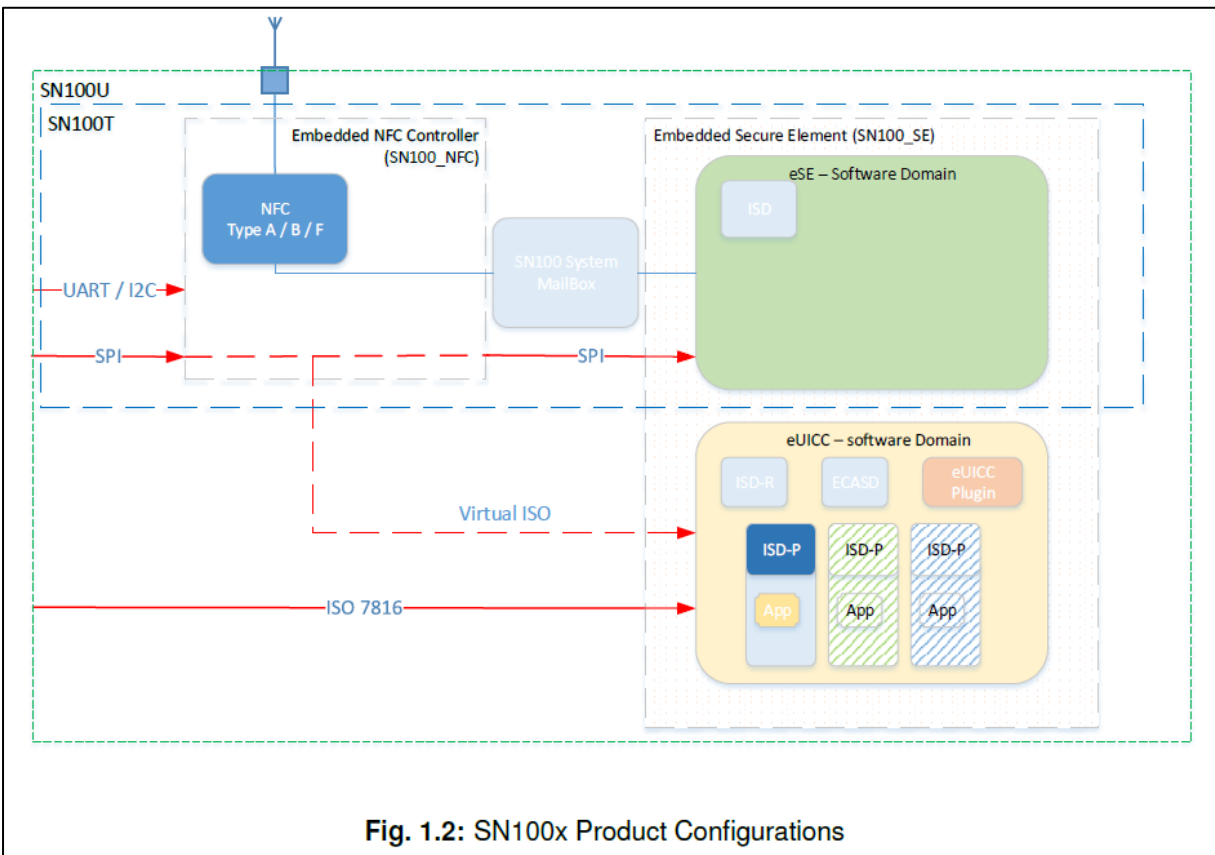 SN100U
SN100T
Embedded NFC Controller
(SN100_NFC)
Embedded Secure Element (SN100_SE)
eSE – Software Domain
ISD
NFC
Type A / B / F
SN100 System
MailBox
UART / I2C
SPI
SPI
eUICC – software Domain
ISD-R
ECASD
eUICC
Plugin
Virtual ISO
ISD-P
ISD-P
ISD-P
ISO 7816
App
App
App
Fig. 1.2: SN100x Product Configurations